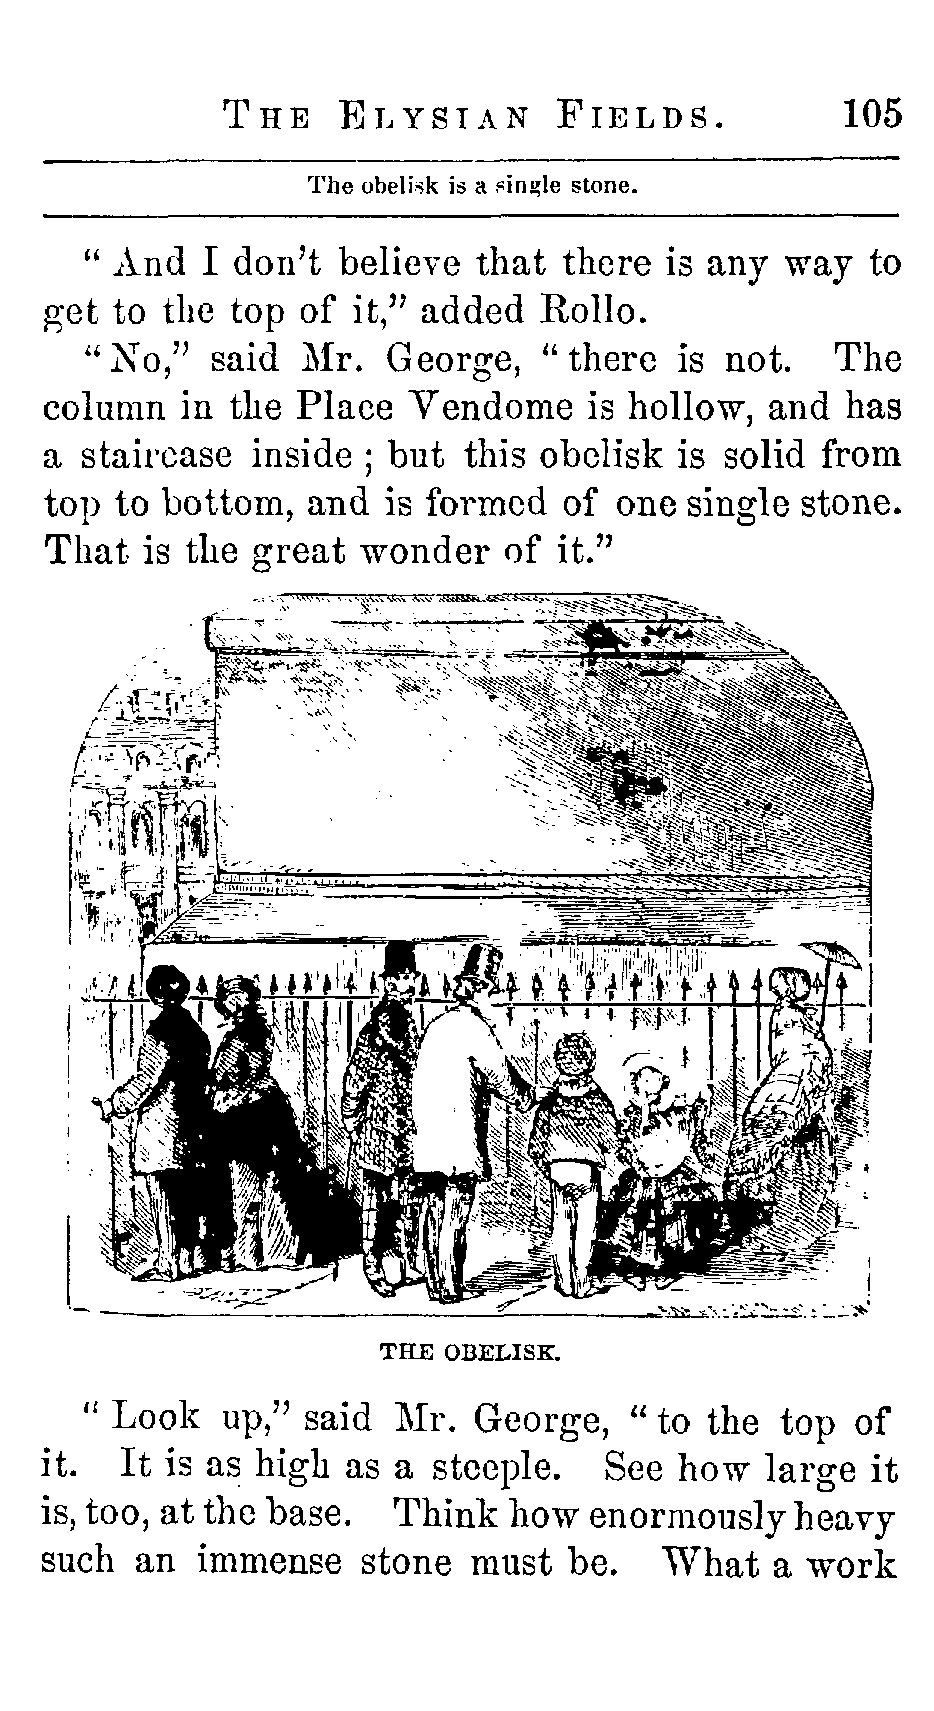 THE ELYSIAN FIELDS. 105
The obelisk is a single stone.
“ And I don’t believe that there is any way to
get to the top of it,” added Rollo.
“ No,” said Mr. George, “ there is not. The
column in the Place Vendome is hollow, and has
a staircase inside ; but this obelisk is solid from
top to bottom, and is formed of one single stone.
That is the great wonder of it.”
THE OBELISK.
“ Look up,” said Mr. George, “ to the top of
it. It is as high as a steeple. See how large it
is, too, at the base. Think how enormously heavy
such an immense stone must be. What a work